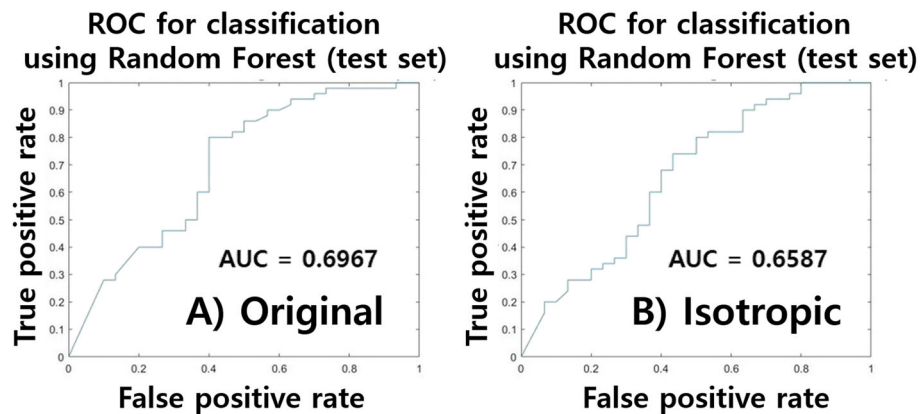 ROC for classification
using Random Forest (test set)
True positive rate
1
0.9
0.8
0.7
0.6
0.5
0.4
0.3
0.2
0.1
0
AUC = 0.6967
A) Original
0
0.2
0.4
0.6
0.8
1
False positive rate
ROC for classification
using Random Forest (test set)
True positive rate
1
0.9
0.8
0.7
0.6
0.5
0.4
0.3
0.2
0.1
0
AUC = 0.6587
B) Isotropic
0
0.2
0.4
0.6
0.8
1
False positive rate